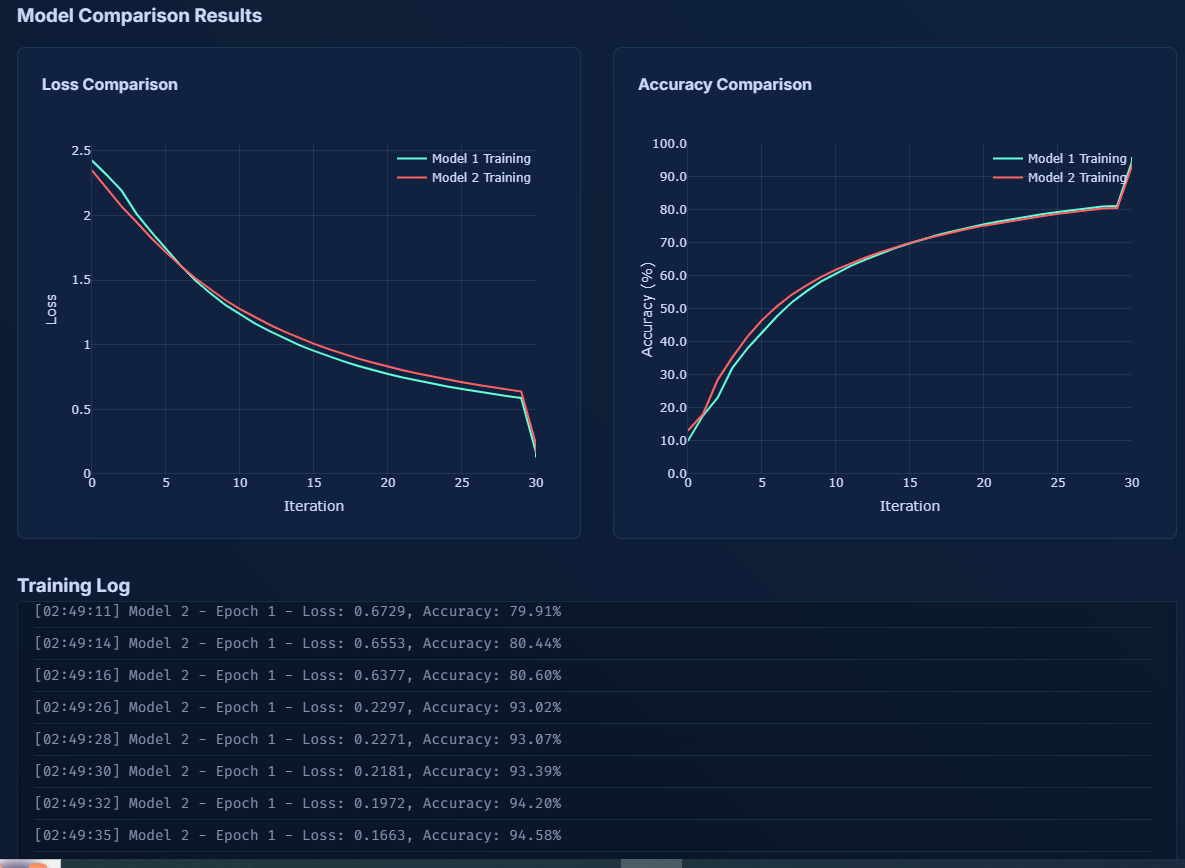 Model Comparison Results
Loss Comparison
2.5
2
1.5
1
0.5
0
Loss
0 5 10 15 20 25 30
Iteration
Model 1 Training
Model 2 Training
Accuracy Comparison
100.0
90.0
80.0
70.0
60.0
50.0
40.0
30.0
20.0
10.0
0.0
Accuracy (%)
0 5 10 15 20 25 30
Iteration
Model 1 Training
Model 2 Training
Training Log
[02:49:11] Model 2 - Epoch 1 - Loss: 0.6729, Accuracy: 79.91%
[02:49:14] Model 2 - Epoch 1 - Loss: 0.6553, Accuracy: 80.44%
[02:49:16] Model 2 - Epoch 1 - Loss: 0.6377, Accuracy: 80.60%
[02:49:26] Model 2 - Epoch 1 - Loss: 0.2297, Accuracy: 93.02%
[02:49:28] Model 2 - Epoch 1 - Loss: 0.2271, Accuracy: 93.07%
[02:49:30] Model 2 - Epoch 1 - Loss: 0.2181, Accuracy: 93.39%
[02:49:32] Model 2 - Epoch 1 - Loss: 0.1972, Accuracy: 94.20%
[02:49:35] Model 2 - Epoch 1 - Loss: 0.1663, Accuracy: 94.58%